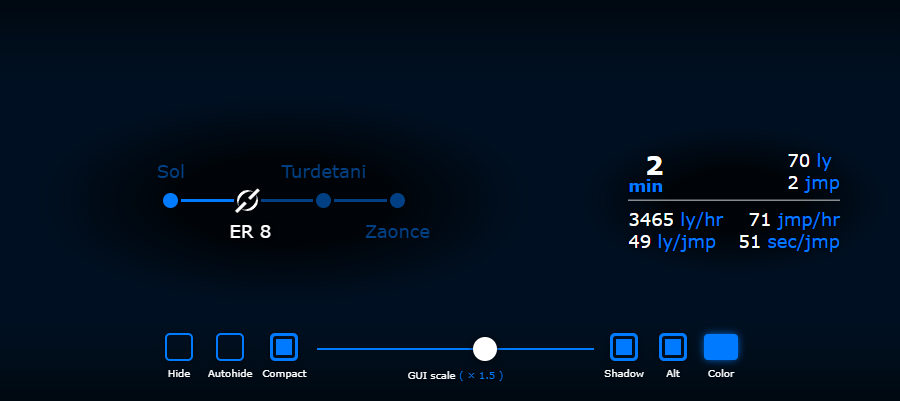 Sol Turdetani
ER 8 Zaonce
2 min
70 ly
2 jmp
3465 ly/hr 71 jmp/hr
49 ly/jmp 51 sec/jmp
Hide Autohide Compact
GUI scale ( × 1.5 )
Shadow Alt Color